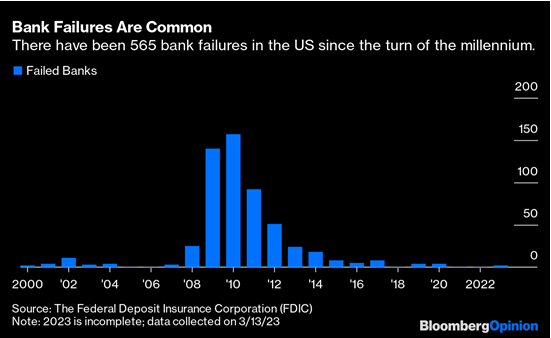 Bank Failures Are Common
There have been 565 bank failures in the US since the turn of the millennium.
Failed Banks
200
150
100
50
0
2000 '02 '04 '06 '08 '10 '12 '14 '16 '18 '20 2022
Source: The Federal Deposit Insurance Corporation (FDIC)
Note: 2023 is incomplete; data collected on 3/13/23
BloombergOpinion